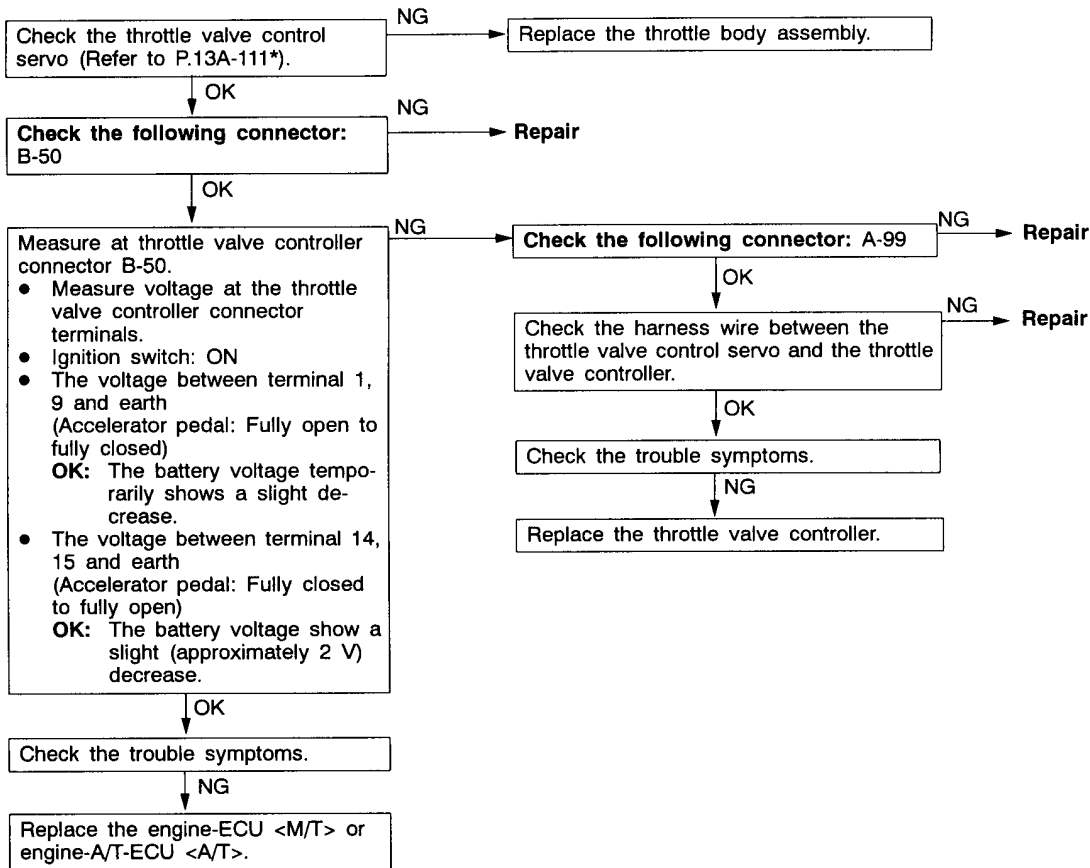 Check the throttle valve control
servo (Refer to P.13A-111*).
NG
Replace the throttle body assembly.
OK
Check the following connector:
B-50
NG
Repair
OK
Measure at throttle valve controller
connector B-50.
● Measure voltage at the throttle
valve controller connector
terminals.
● Ignition switch: ON
● The voltage between terminal 1,
9 and earth
(Accelerator pedal: Fully open to
fully closed)
OK: The battery voltage tempo-
rarily shows a slight de-
crease.
● The voltage between terminal 14,
15 and earth
(Accelerator pedal: Fully closed
to fully open)
OK: The battery voltage show a
slight (approximately 2 V)
decrease.
NG
Check the following connector: A-99
NG
Repair
OK
Check the harness wire between the
throttle valve control servo and the throttle
valve controller.
NG
Repair
OK
Check the trouble symptoms.
NG
Replace the throttle valve controller.
OK
Check the trouble symptoms.
NG
Replace the engine-ECU <M/T> or
engine-A/T-ECU <A/T>.